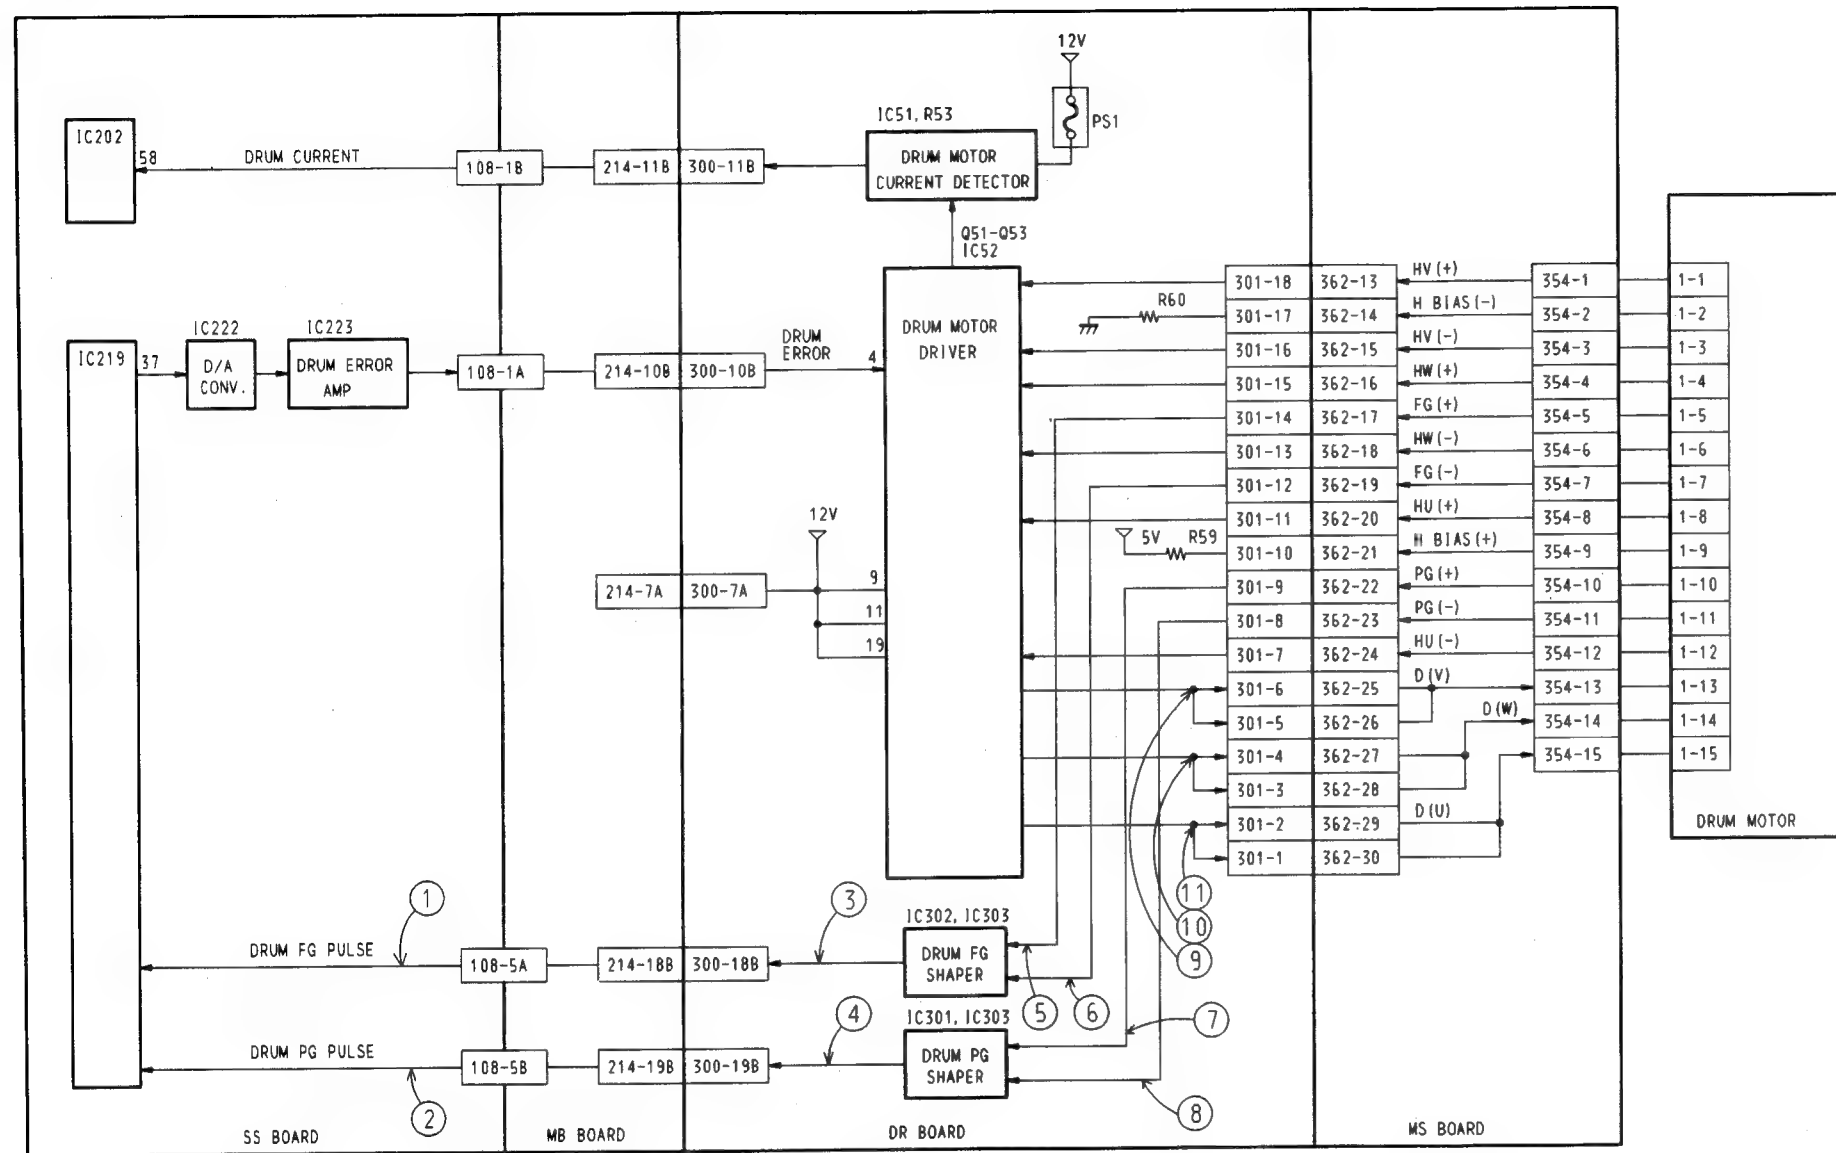 12V
PS1
IC51, R53
DRUM MOTOR
CURRENT DETECTOR
IC202
58
DRUM CURRENT
108-1B
214-11B
300-11B
Q51-Q53
IC52
DRUM MOTOR
DRIVER
IC219
37
IC222
D/A
CONV.
IC223
DRUM ERROR
AMP
108-1A
214-10B
300-10B
DRUM
ERROR
4
12V
214-7A
300-7A
9
11
19
R60
5V
R59
301-18
362-13
HV(+)
354-1
1-1
301-17
362-14
H BIAS(-)
354-2
1-2
301-16
362-15
HV(-)
354-3
1-3
301-15
362-16
HW(+)
354-4
1-4
301-14
362-17
FG(+)
354-5
1-5
301-13
362-18
HW(-)
354-6
1-6
301-12
362-19
FG(-)
354-7
1-7
301-11
362-20
HU(+)
354-8
1-8
301-10
362-21
H BIAS(+)
354-9
1-9
301-9
362-22
PG(+)
354-10
1-10
301-8
362-23
PG(-)
354-11
1-11
301-7
362-24
HU(-)
354-12
1-12
301-6
362-25
D(V)
354-13
1-13
301-5
362-26
D(W)
354-14
1-14
301-4
362-27
354-15
1-15
301-3
362-28
301-2
362-29
D(U)
301-1
362-30
DRUM MOTOR
11
10
9
1
DRUM FG PULSE
108-5A
214-18B
300-18B
3
IC302, IC303
DRUM FG
SHAPER
5
6
7
2
DRUM PG PULSE
108-5B
214-19B
300-19B
4
IC301, IC303
DRUM PG
SHAPER
8
SS BOARD
MB BOARD
DR BOARD
MS BOARD